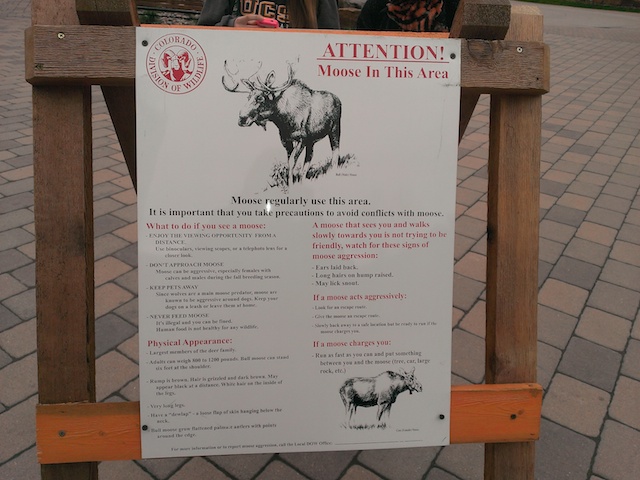 UCS
COLORADO
DIVISION OF WILDLIFE
ATTENTION!
Moose In This Area
Moose regularly use this area.
It is important that you take precautions to avoid conflicts with moose.
What to do if you see a moose:
- ENJOY THE VIEWING OPPORTUNITY FROM A
DISTANCE.
Use binoculars, viewing scopes, or a telephoto lens for a
closer look.
- DON'T APPROACH MOOSE
Moose can be aggressive, especially females with
calves and males during the fall breeding season.
- KEEP PETS AWAY
Once wolves are a main moose predator, moose are
known to be aggressive around dogs. Keep your
dogs on a leash or leave them at home.
- NEVER FEED MOOSE
It's illegal and you can be fined.
Human food is not healthy for any wildlife.
Physical Appearance:
- Largest members of the deer family.
- Adults can weigh 800 to 1200 pounds. Bull moose can stand
six feet at the shoulder.
- Rump is brown. Hair is grizzled and dark brown. May
appear black at a distance. White hair on the inside of
the legs.
- Very long legs.
- Have a "dewlap" - a loose flap of skin hanging below the
neck.
- Bull moose grow flattened palmate antlers with points
around the edge.
A moose that sees you and walks
slowly towards you is not trying to be
friendly, watch for these signs of
moose aggression:
- Ears laid back.
- Long hairs on hump raised.
- May lick snout.
If a moose acts aggressively:
- Look for an escape route.
- Give the moose an escape route.
- Slowly back away to a safe location but be ready to run if the
moose charges you.
If a moose charges you:
- Run as fast as you can and put something
between you and the moose (tree, car, large
rock, etc.)
For more information or to report moose aggression, call the Local DOW Office: